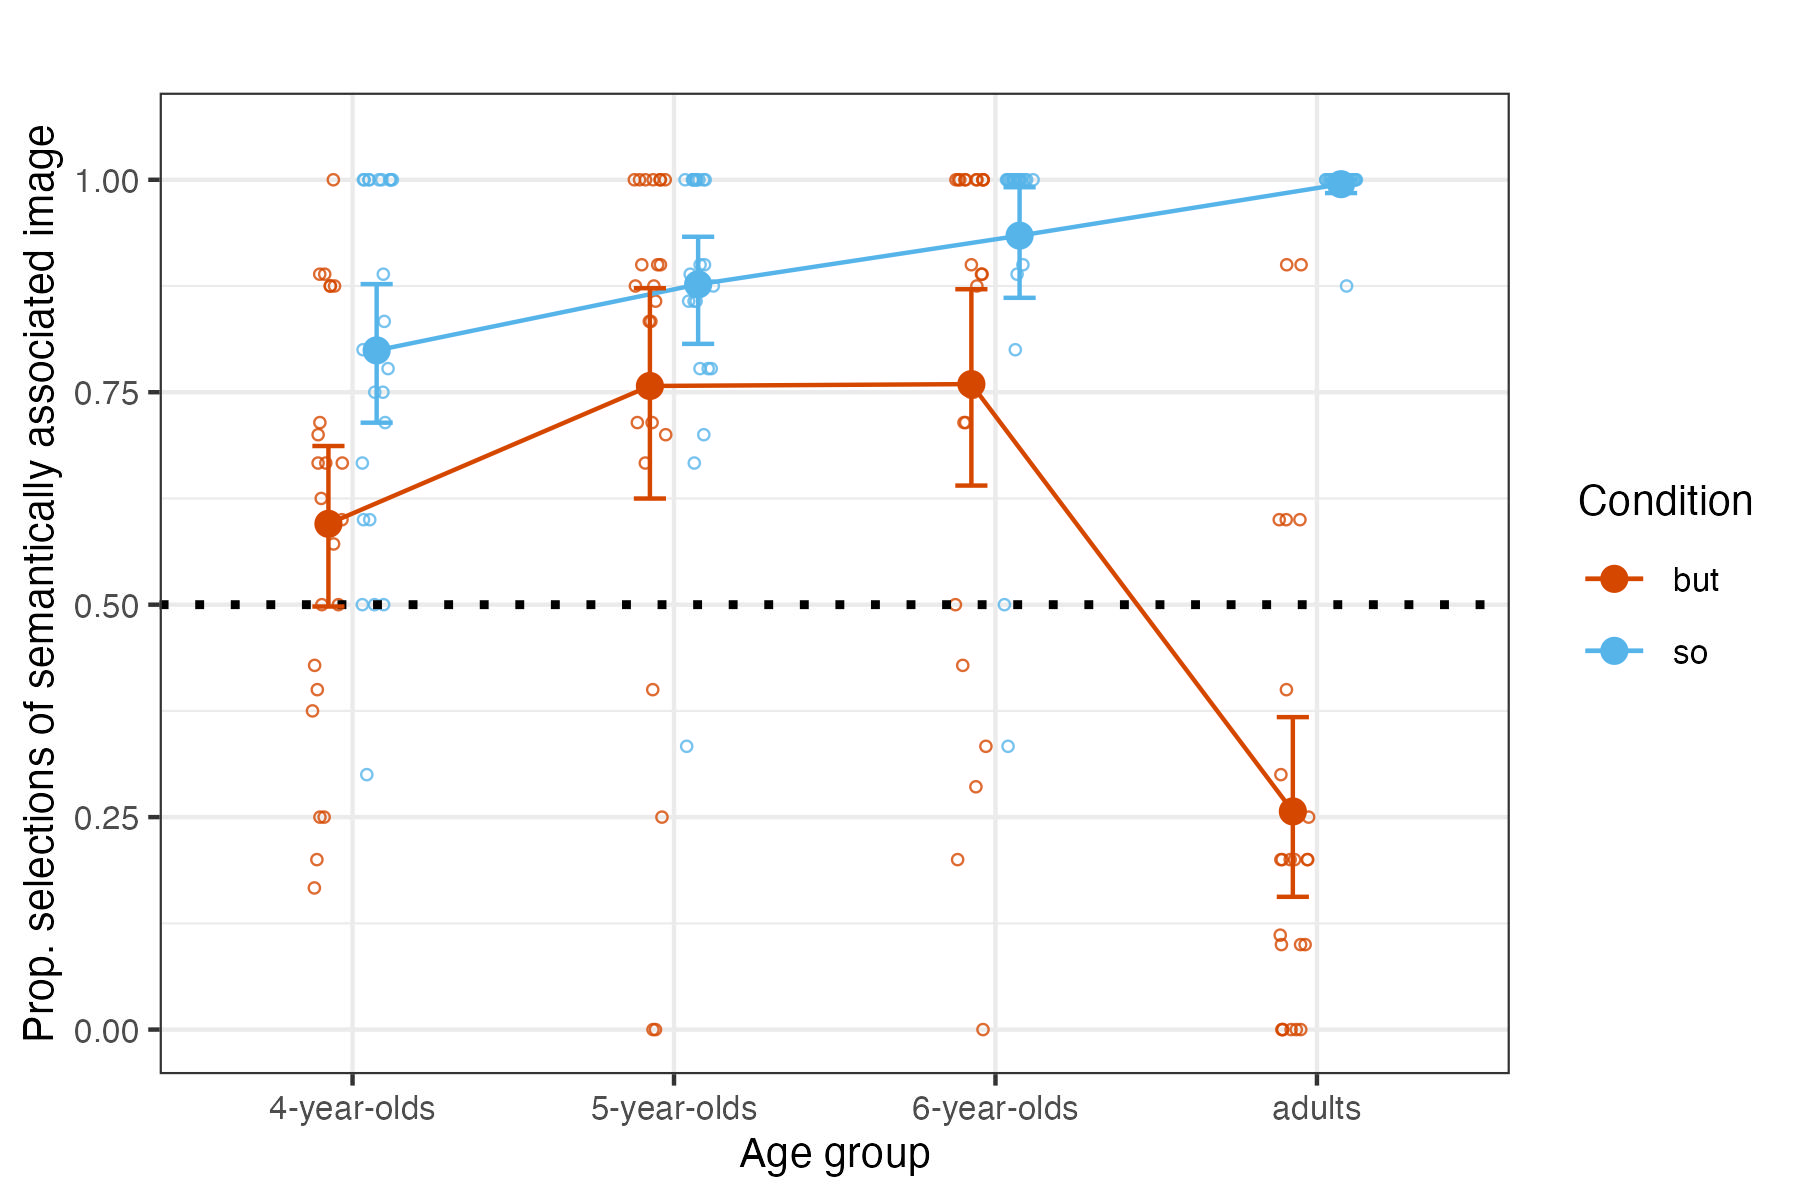 Prop. selections of semantically associated image
1.00
0.75
0.50
0.25
0.00
4-year-olds
5-year-olds
6-year-olds
adults
Age group
Condition
but
so